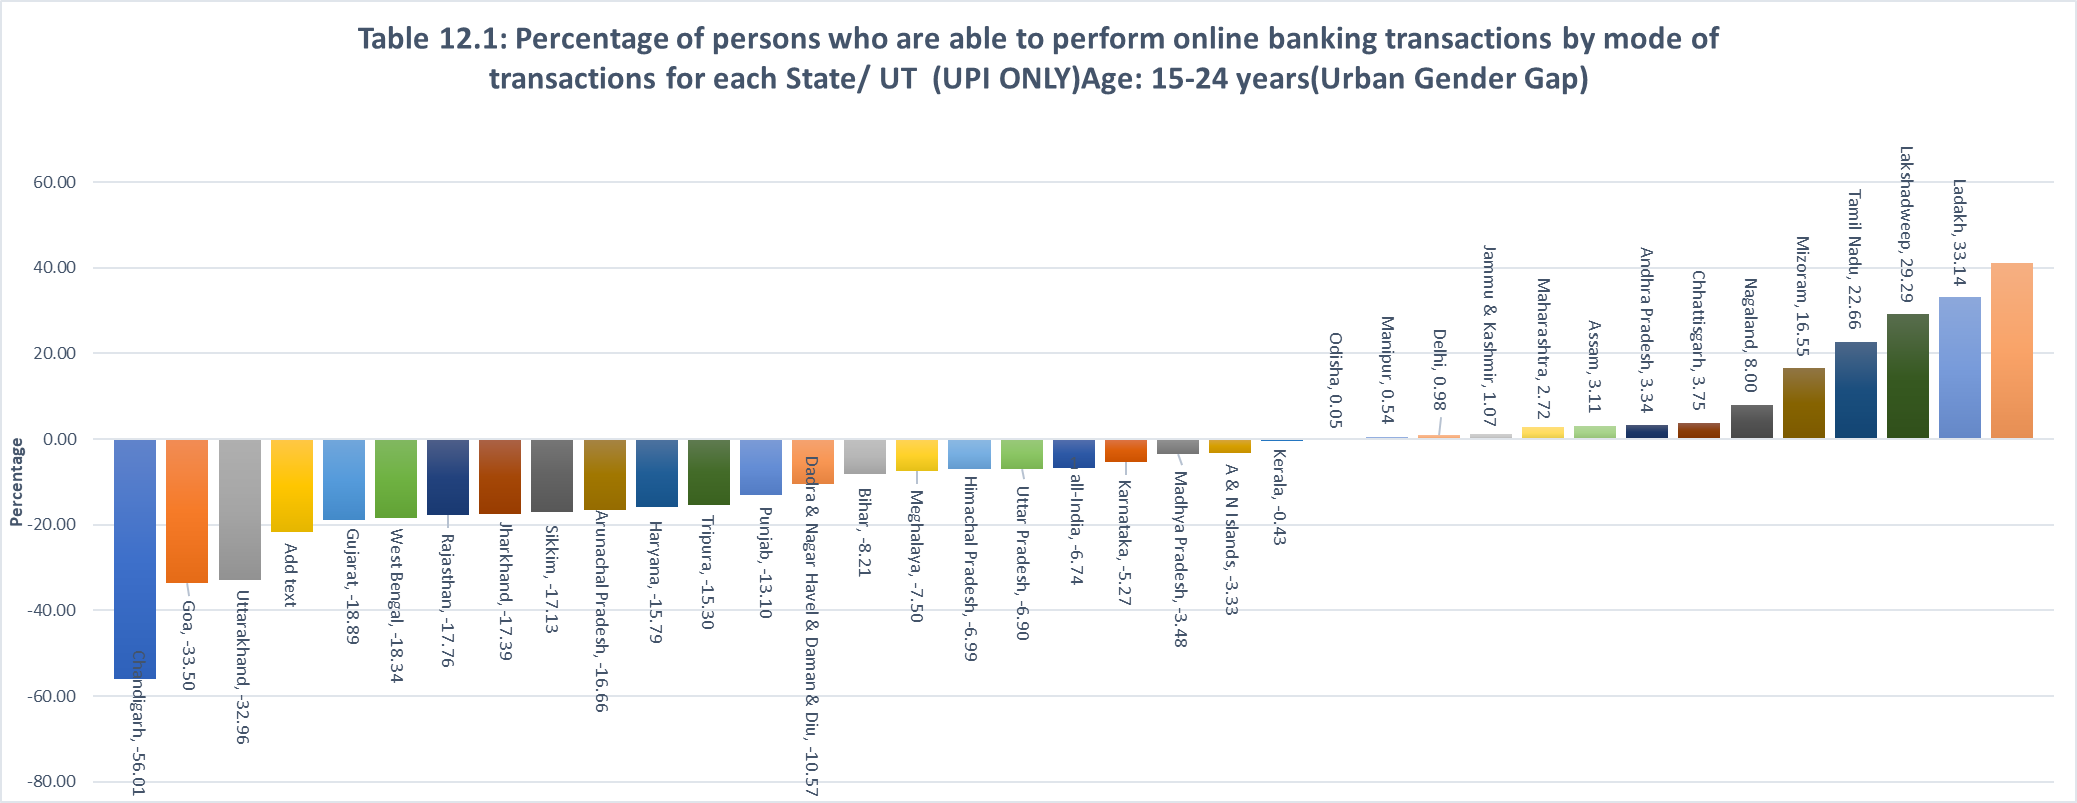 Table 12.1: Percentage of persons who are able to perform online banking transactions by mode of
transactions for each State/ UT  (UPI ONLY)Age: 15-24 years(Urban Gender Gap)
Percentage
60.00
40.00
20.00
0.00
-20.00
-40.00
-60.00
-80.00
Chandigarh, -56.01
Goa, -33.50
Uttarakhand, -32.96
Add text
Gujarat, -18.89
West Bengal, -18.34
Rajasthan, -17.76
Jharkhand, -17.39
Sikkim, -17.13
Arunachal Pradesh, -16.66
Haryana, -15.79
Tripura, -15.30
Punjab, -13.10
Dadra & Nagar Havel & Daman & Diu, -10.57
Bihar, -8.21
Meghalaya, -7.50
Himachal Pradesh, -6.99
Uttar Pradesh, -6.90
all-India, -6.74
Karnataka, -5.27
Madhya Pradesh, -3.48
A & N Islands, -3.33
Kerala, -0.43
Odisha, 0.05
Manipur, 0.54
Delhi, 0.98
Jammu & Kashmir, 1.07
Maharashtra, 2.72
Assam, 3.11
Andhra Pradesh, 3.34
Chhattisgarh, 3.75
Nagaland, 8.00
Mizoram, 16.55
Tamil Nadu, 22.66
Lakshadweep, 29.29
Ladakh, 33.14